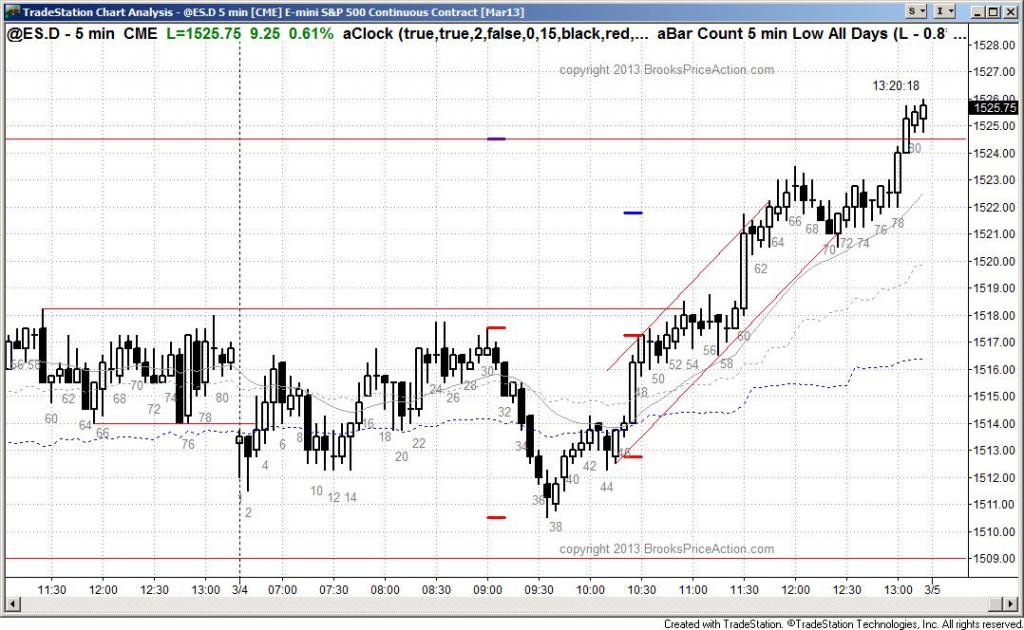 TradeStation Chart Analysis - @ES.D 5 min [CME] E-mini S&P 500 Continuous Contract [Mar13]
S I
@ES.D - 5 min CME L=1525.75 9.25 0.61% aClock (true,true,2,false,0,15,black,red,... aBar Count 5 min Low All Days (L - 0.8 ...
1528.00
copyright 2013 BrooksPriceAction.com 1527.00
13:20:18
1526.00
1525.75
1525.00
80
1524.00
1523.00
1522.00
66 68 76 78
64 70 72 74
1521.00
62
1520.00
1519.00
1518.00
60
1517.00
56 58 30 52 54 56 58
1516.00
70 24 28 50
62 68 72 74 80 26 48
1515.00
60 78 32
64 66 16
1514.00
76 6 8 18 22 34 46
4 20 42
1513.00
10 12 14 40 44
1512.00
2 36 38
1511.00
1510.00
copyright 2013 BrooksPriceAction.com
1509.00
11:30 12:00 12:30 13:00 3/4 07:00 07:30 08:00 08:30 09:00 09:30 10:00 10:30 11:00 11:30 12:00 12:30 13:00 3/5
Created with TradeStation. ©TradeStation Technologies, Inc. All rights reserved.